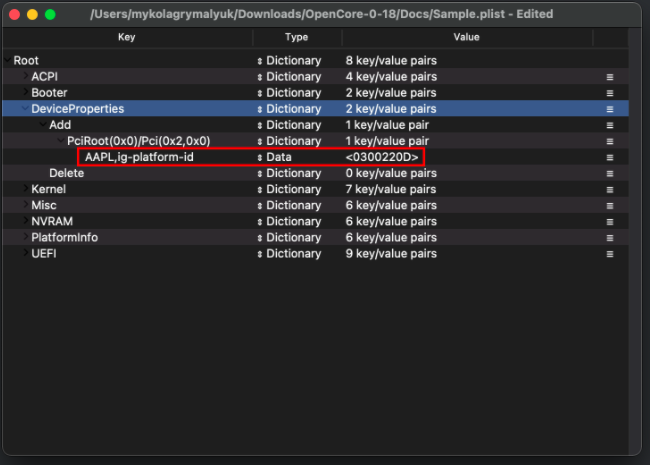 /Users/mykolagrymalyuk/Downloads/OpenCore-0-18/Docs/Sample.plist - Edited
Key Type Value
Root Dictionary 8 key/value pairs
ACPI Dictionary 4 key/value pairs
Booter Dictionary 2 key/value pairs
DeviceProperties Dictionary 2 key/value pairs
Add Dictionary 1 key/value pair
PciRoot(0x0)/Pci(0x2,0x0) Dictionary 1 key/value pair
AAPL,ig-platform-id Data <0300220D>
Delete Dictionary 0 key/value pairs
Kernel Dictionary 7 key/value pairs
Misc Dictionary 6 key/value pairs
NVRAM Dictionary 6 key/value pairs
PlatformInfo Dictionary 6 key/value pairs
UEFI Dictionary 9 key/value pairs